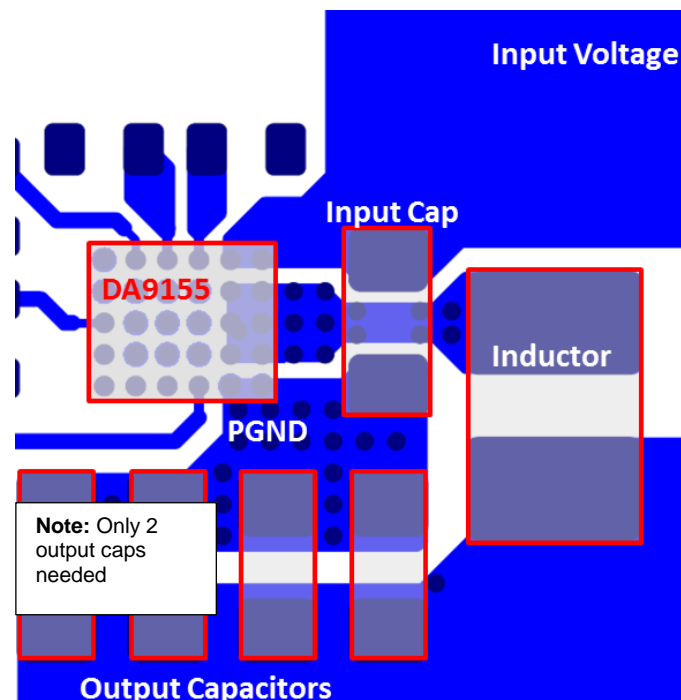 Input Voltage
Input Cap
DA9155
Inductor
PGND
Note: Only 2
output caps
needed
Output Capacitors